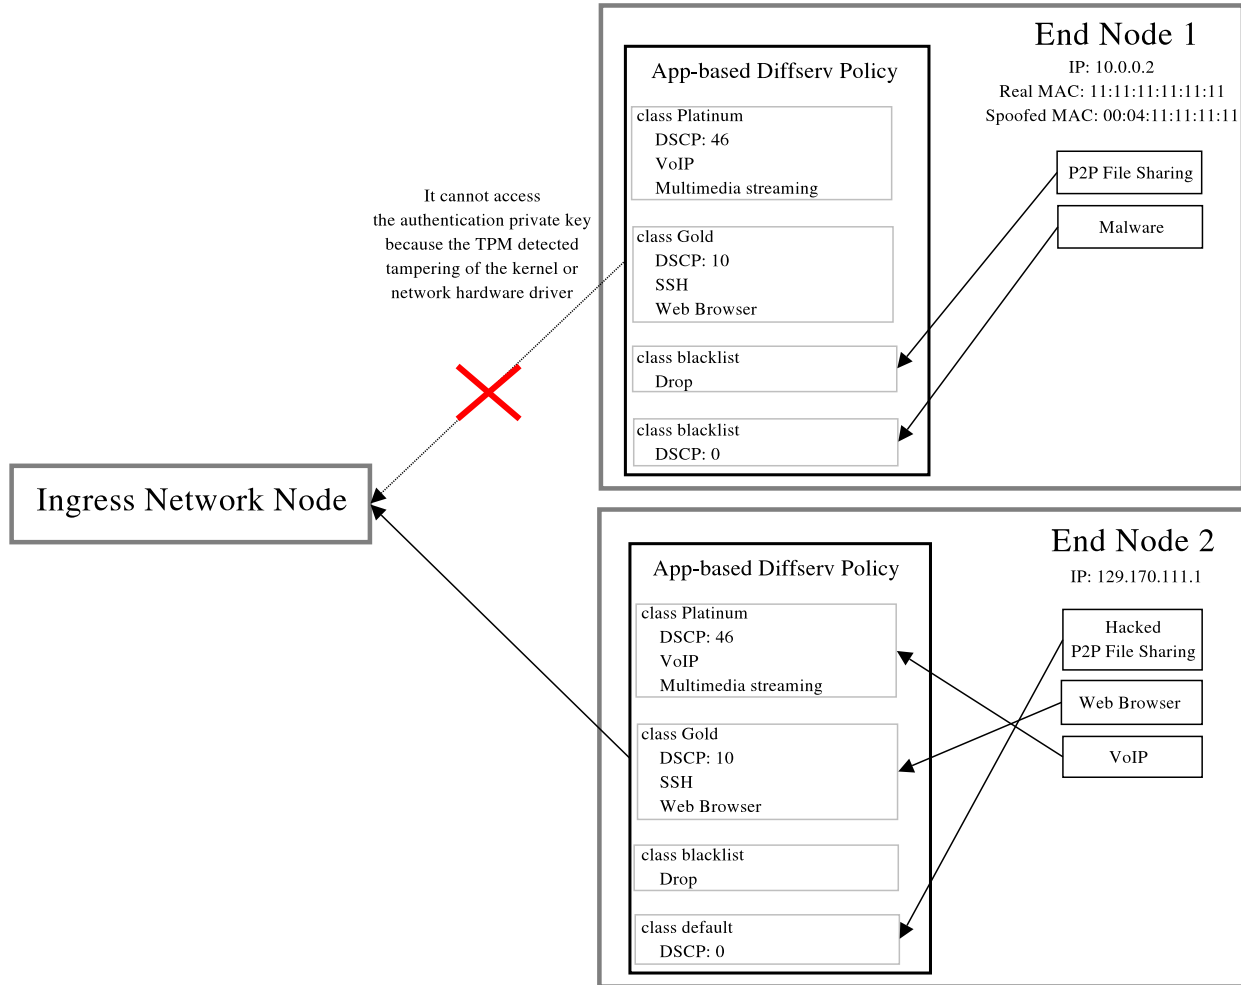 End Node 1
IP: 10.0.0.2
Real MAC: 11:11:11:11:11:11
Spoofed MAC: 00:04:11:11:11:11
App-based Diffserv Policy
class Platinum
DSCP: 46
VoIP
Multimedia streaming
class Gold
DSCP: 10
SSH
Web Browser
class blacklist
Drop
class blacklist
DSCP: 0
P2P File Sharing
Malware
It cannot access
the authentication private key
because the TPM detected
tampering of the kernel or
network hardware driver
Ingress Network Node
End Node 2
IP: 129.170.111.1
App-based Diffserv Policy
class Platinum
DSCP: 46
VoIP
Multimedia streaming
class Gold
DSCP: 10
SSH
Web Browser
class blacklist
Drop
class default
DSCP: 0
Hacked
P2P File Sharing
Web Browser
VoIP